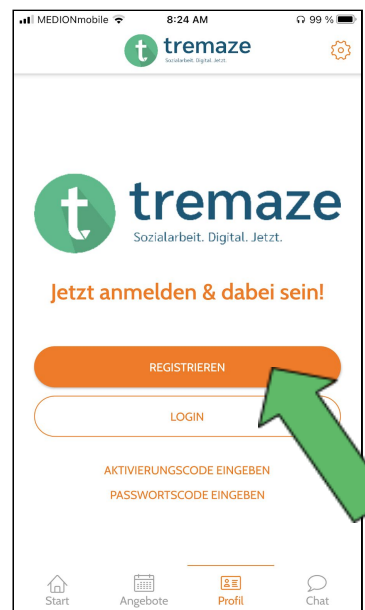 MEDIONmobile 8:24 AM 99 %
t tremaze
Sozialarbeit. Digital. Jetzt.
t tremaze
Sozialarbeit. Digital. Jetzt.
Jetzt anmelden & dabei sein!
REGISTRIEREN
LOGIN
AKTIVIERUNGSCODE EINGEBEN
PASSWORTSCODE EINGEBEN
Start Angebote Profil Chat